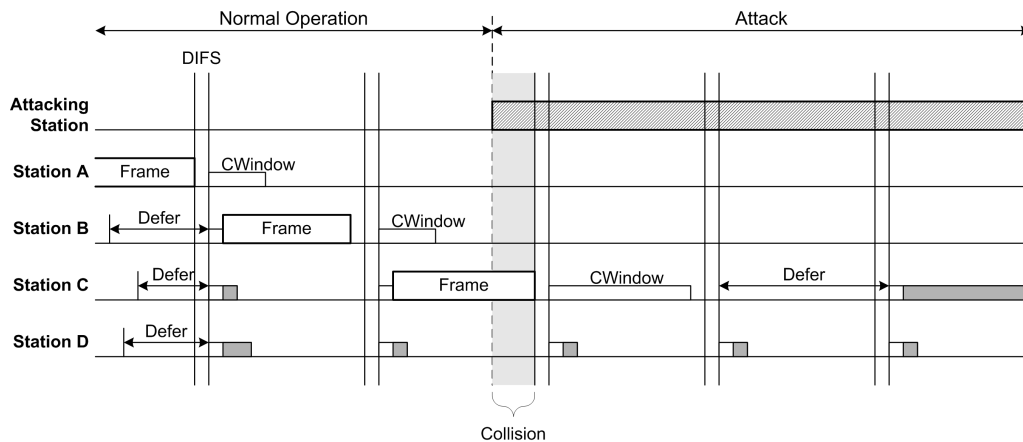 Normal Operation
Attack
DIFS
Attacking
Station
Station A
Frame
CWindow
Station B
Defer
Frame
CWindow
Station C
Defer
Frame
CWindow
Defer
Station D
Defer
Collision